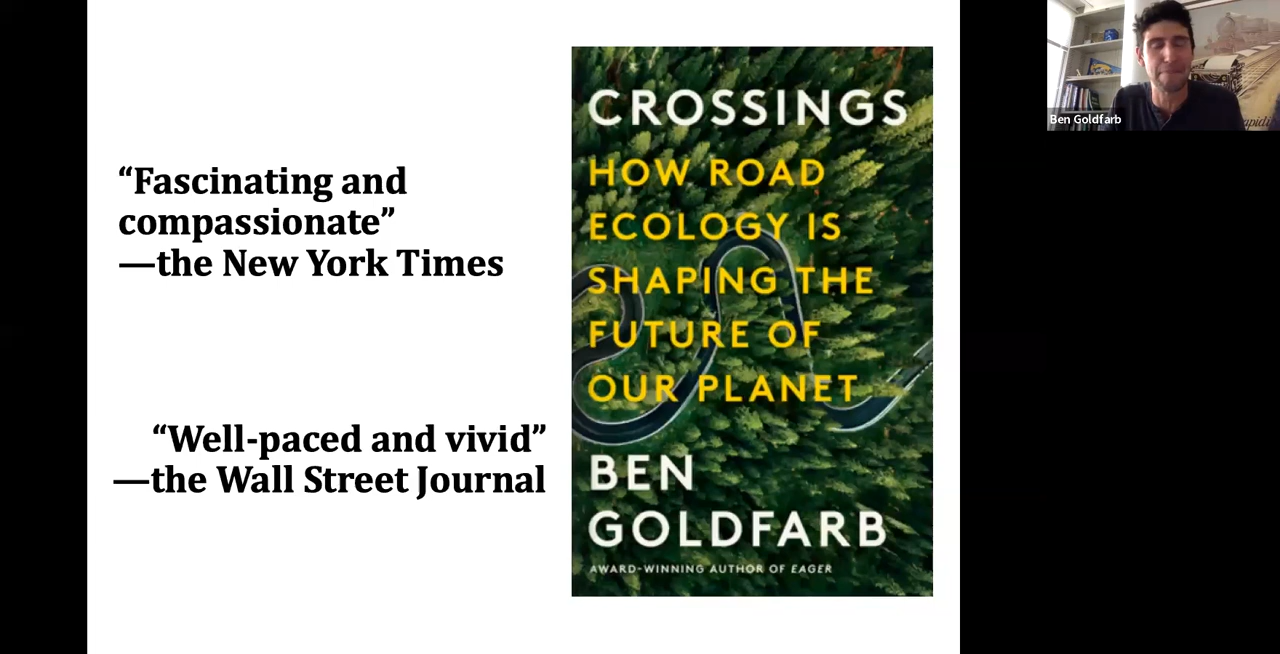 “Fascinating and
compassionate”
—the New York Times
“Well-paced and vivid”
—the Wall Street Journal
CROSSINGS
HOW ROAD
ECOLOGY IS
SHAPING THE
FUTURE OF
OUR PLANET
BEN
GOLDFARB
AWARD-WINNING AUTHOR OF EAGER
Ben Goldfarb